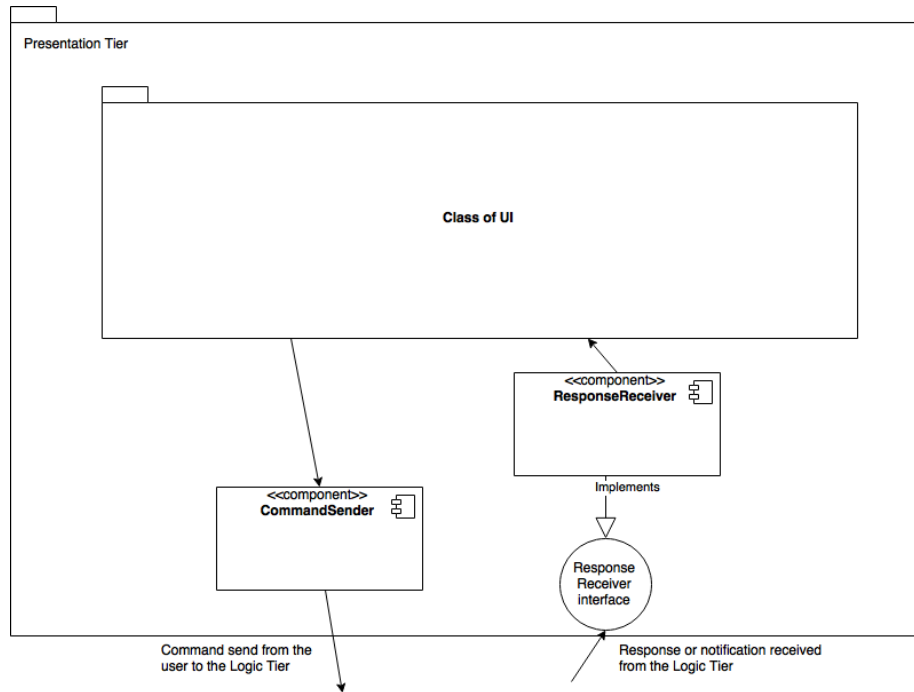 Presentation Tier
Class of UI
<<component>>
ResponseReceiver
Implements
<<component>>
CommandSender
Response
Receiver
interface
Command send from the
user to the Logic Tier
Response or notification received
from the Logic Tier